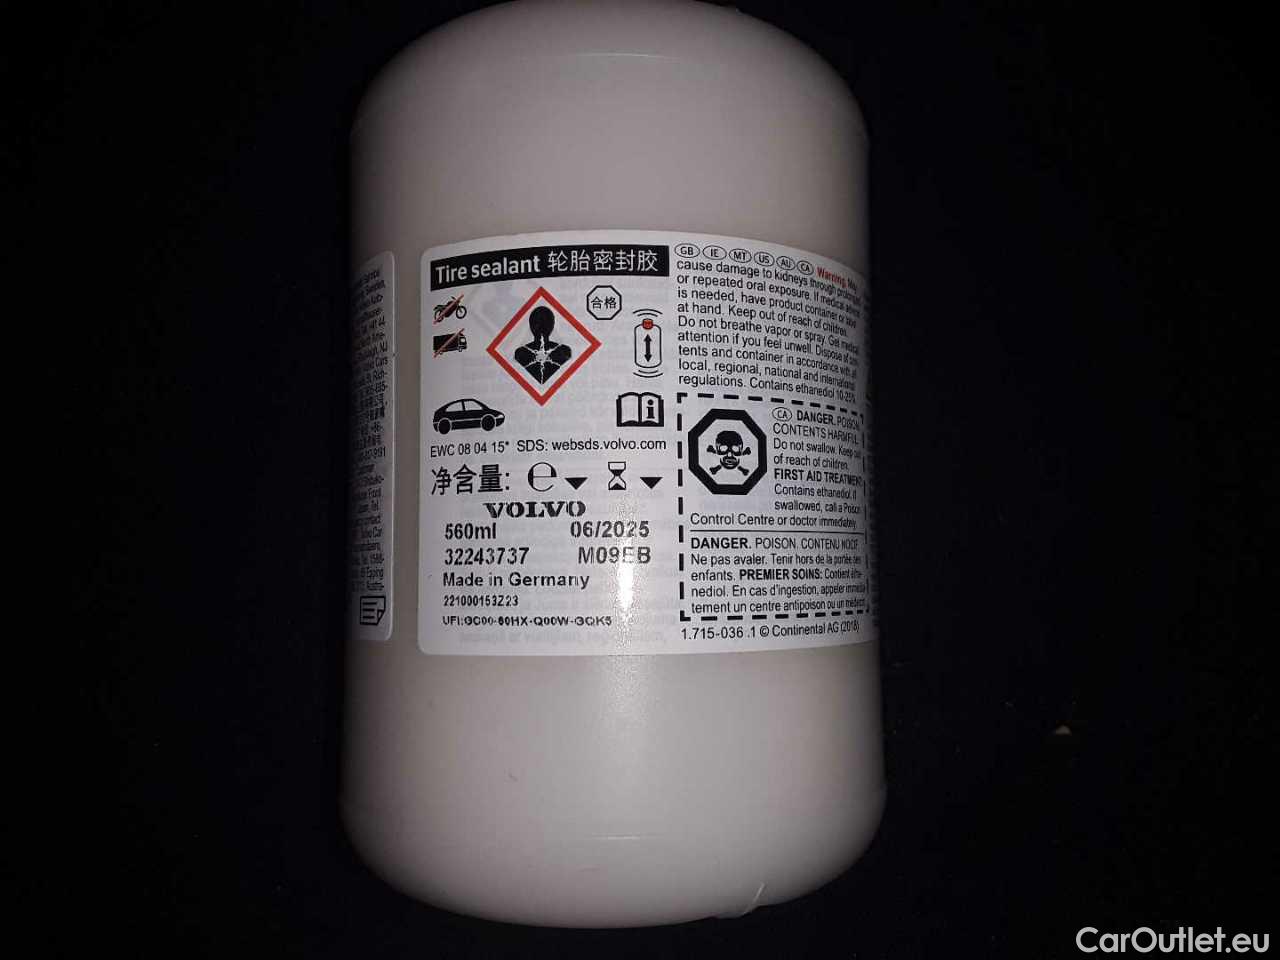 Tire sealant 轮胎密封胶
合格
EWC 08 04 15* SDS: websds.volvo.com
净含量: ℮
VOLVO
560ml 06/2025
32243737 M09EB
Made in Germany
221000153Z23
GB IE MT US AU CA Warning. May
cause damage to kidneys through prolonged
or repeated oral exposure. If medical advice
is needed, have product container or label
at hand. Keep out of reach of children.
Do not breathe vapor or spray. Get medical
attention if you feel unwell. Dispose of con-
tents and container in accordance with all
local, regional, national and international
regulations. Contains ethanediol 10-25%.
CA DANGER. POISON.
CONTENTS HARMFUL.
Do not swallow. Keep out
of reach of children.
FIRST AID TREATMENT
Contains ethanediol. If
swallowed, call a Poison
Control Centre or doctor immediately.
DANGER. POISON. CONTENU NOCIF.
Ne pas avaler. Tenir hors de la portée des
enfants. PREMIER SOINS: Contient étha-
nediol. En cas d'ingestion, appeler immédia-
tement un centre antipoison ou un médecin.
1.715-036 .1 © Continental AG (2018)
CarOutlet.eu